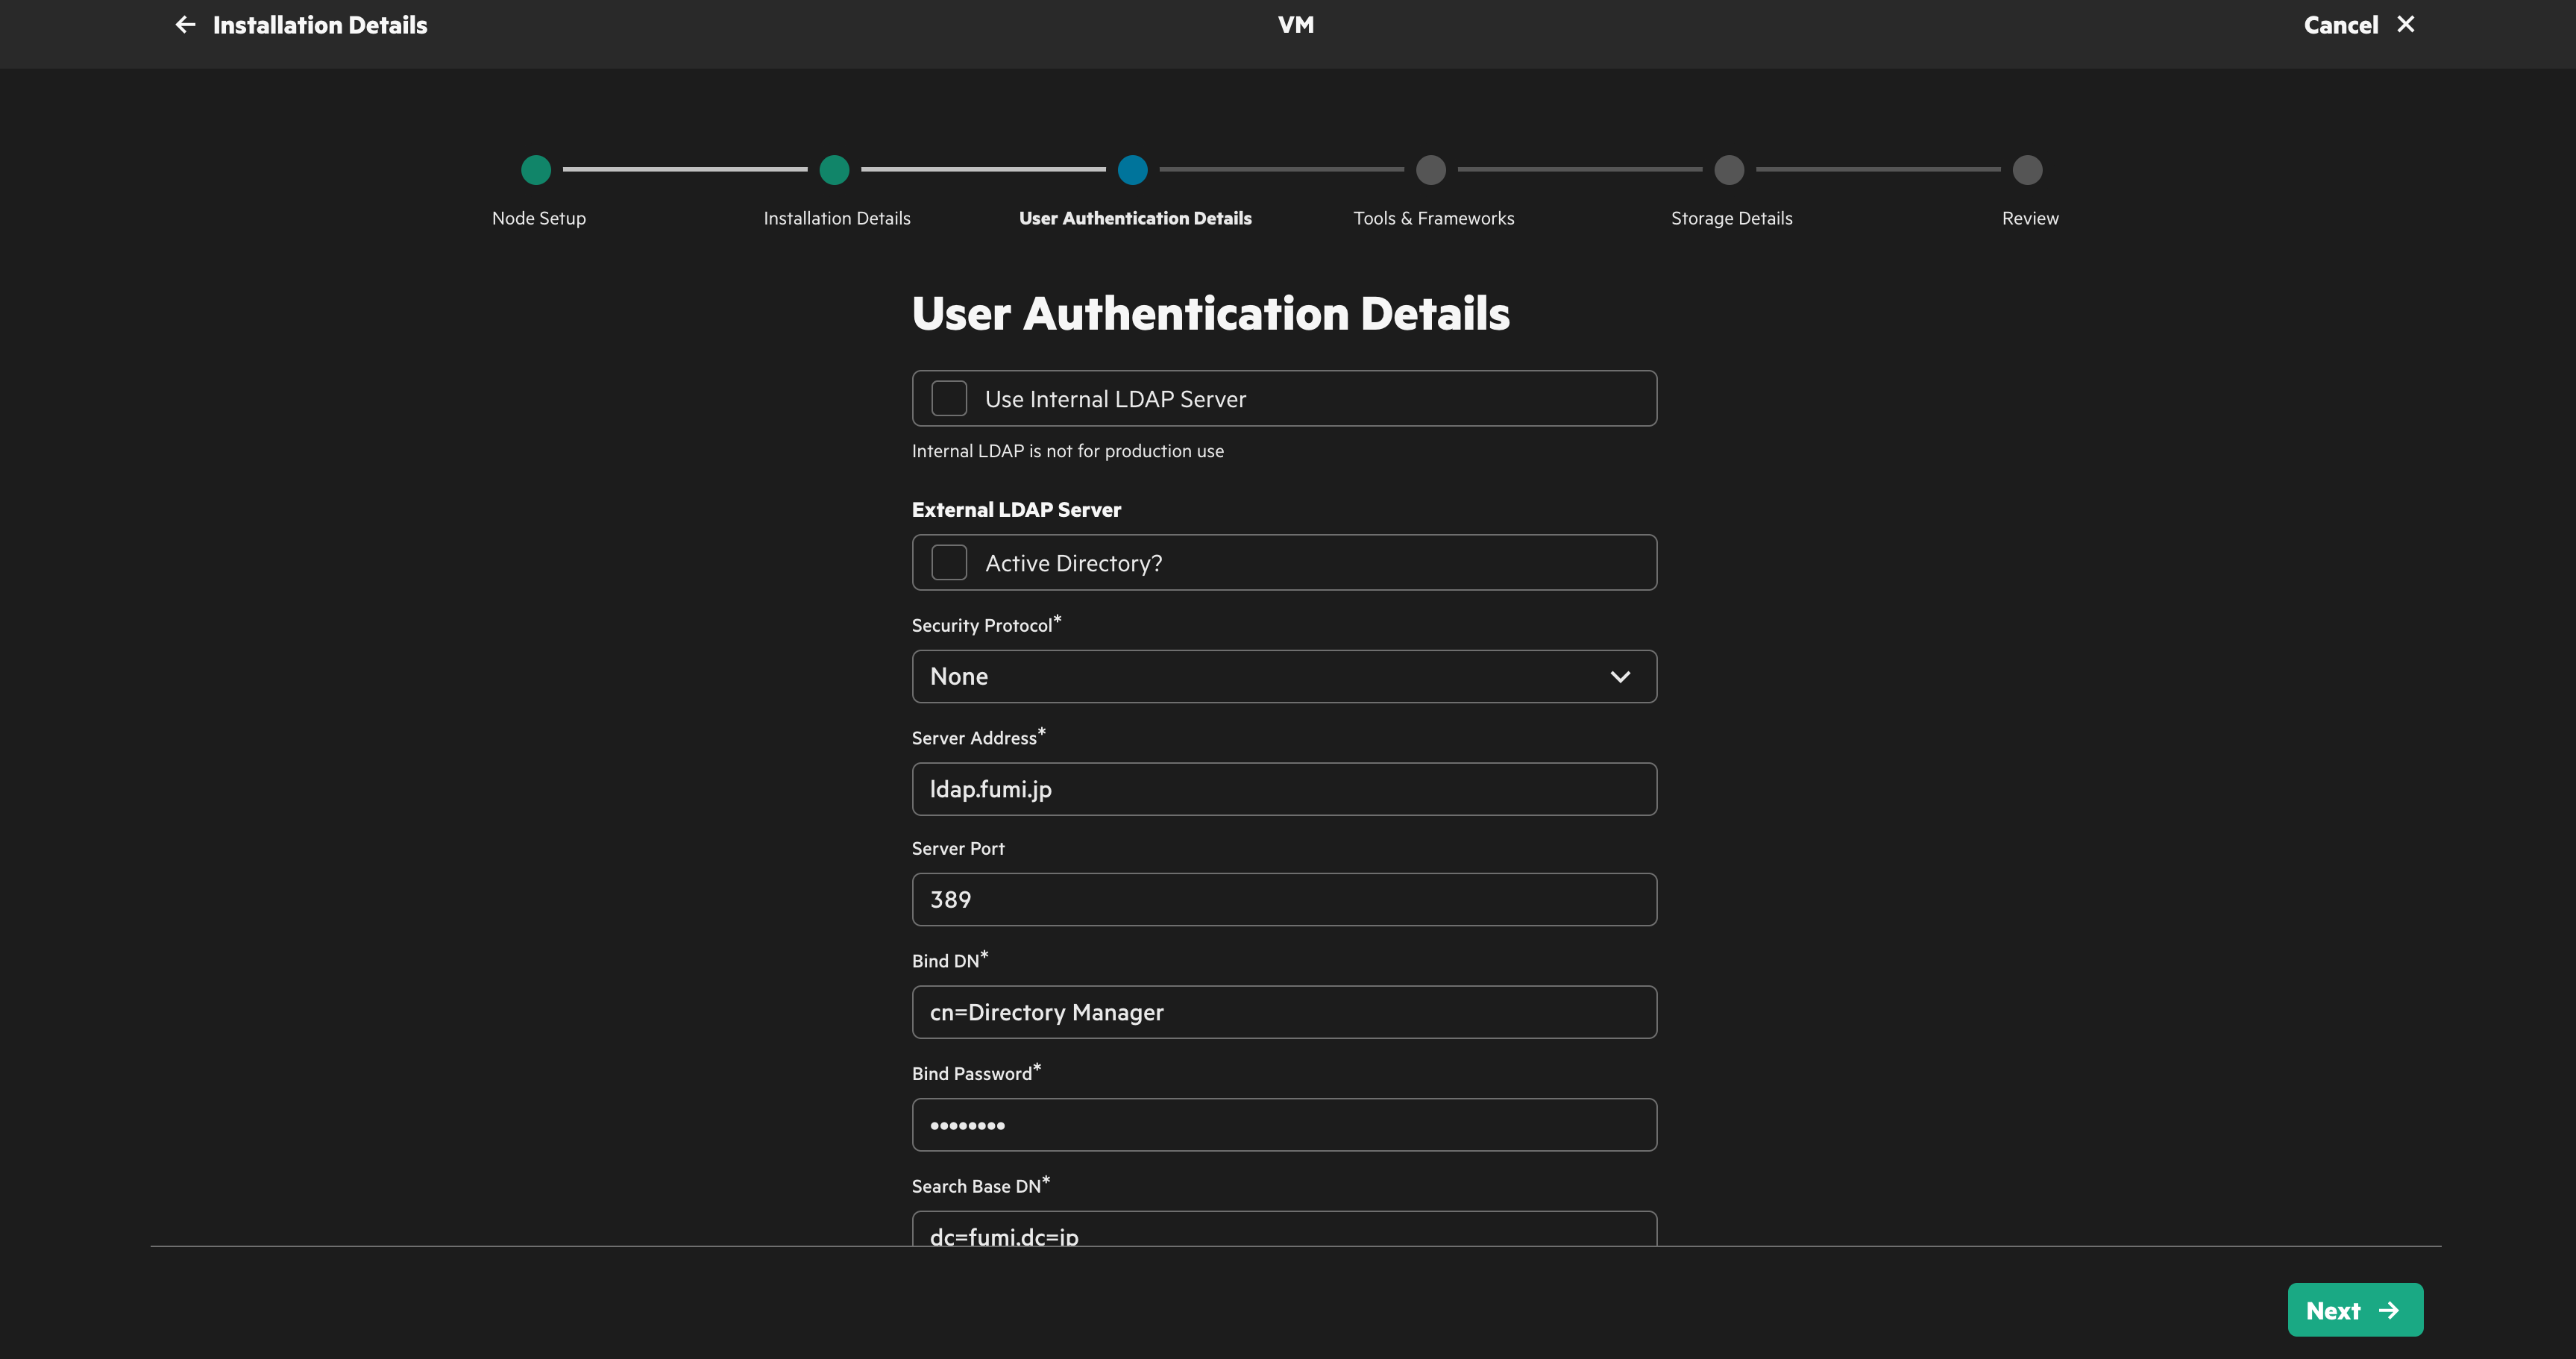 Installation Details
VM
Cancel
Node Setup
Installation Details
User Authentication Details
Tools & Frameworks
Storage Details
Review
User Authentication Details
Use Internal LDAP Server
Internal LDAP is not for production use
External LDAP Server
Active Directory?
Security Protocol*
None
Server Address*
ldap.fumi.jp
Server Port
389
Bind DN*
cn=Directory Manager
Bind Password*
••••••••
Search Base DN*
dc=fumi,dc=jp
Next